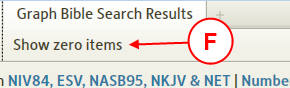 Graph Bible Search Results
Show zero items
F
NIV84, ESV, NASB95, NKJV & NET | Numbe